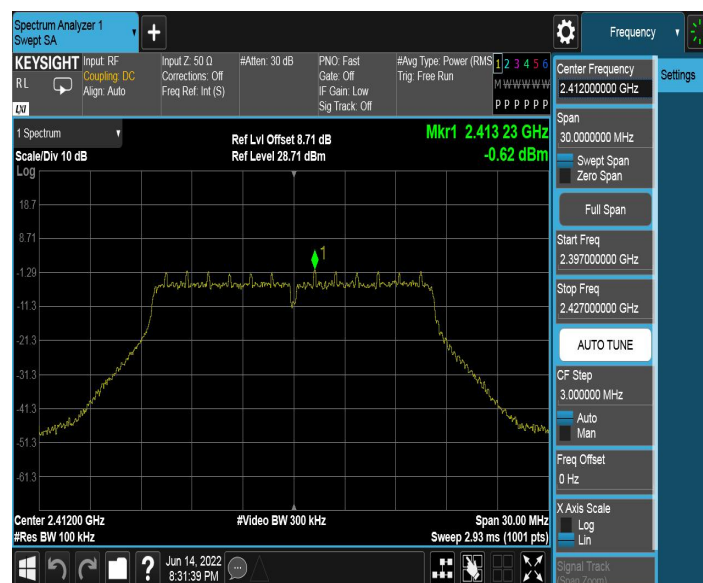 Spectrum Analyzer 1
Swept SA
Frequency
KEYSIGHT
RL
LXI
Input: RF
Coupling: DC
Align: Auto
Input Z: 50 Ω
Corrections: Off
Freq Ref: Int (S)
#Atten: 30 dB
PNO: Fast
Gate: Off
IF Gain: Low
Sig Track: Off
#Avg Type: Power (RMS
Trig: Free Run
1 2 3 4 5 6
M W W W W W
P P P P P P
Center Frequency
2.412000000 GHz
Settings
Span
30.0000000 MHz
Swept Span
Zero Span
Full Span
Start Freq
2.397000000 GHz
Stop Freq
2.427000000 GHz
AUTO TUNE
CF Step
3.000000 MHz
Auto
Man
Freq Offset
0 Hz
X Axis Scale
Log
Lin
Signal Track
(Span Zoom)
1 Spectrum
Scale/Div 10 dB
Ref Lvl Offset 8.71 dB
Ref Level 28.71 dBm
Mkr1 2.413 23 GHz
-0.62 dBm
Log
18.7
8.71
-1.29
-11.3
-21.3
-31.3
-41.3
-51.3
-61.3
1
Center 2.41200 GHz
#Res BW 100 kHz
#Video BW 300 kHz
Span 30.00 MHz
Sweep 2.93 ms (1001 pts)
Jun 14, 2022
8:31:39 PM